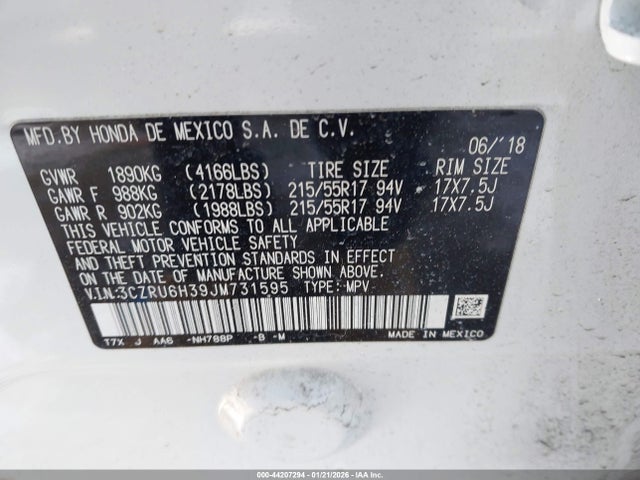 MFD.BY HONDA DE MEXICO S.A. DE C.V. 06/'18
GVWR 1890KG (4166LBS) TIRE SIZE RIM SIZE
GAWR F 988KG (2178LBS) 215/55R17 94V 17X7.5J
GAWR R 902KG (1988LBS) 215/55R17 94V 17X7.5J
THIS VEHICLE CONFORMS TO ALL APPLICABLE
FEDERAL MOTOR VEHICLE SAFETY
AND THEFT PREVENTION STANDARDS IN EFFECT
ON THE DATE OF MANUFACTURE SHOWN ABOVE.
V.I.N:3CZRU6H39JM731595 TYPE: MPV
T7X J AA6 -NH788P -B -M MADE IN MEXICO
000-44207294 | 01/21/2026 | IAA Inc.